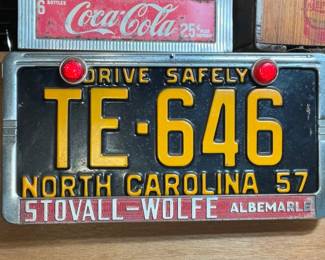 6 BOTTLES
Coca-Cola
25¢
DRIVE SAFELY
TE-646
NORTH CAROLINA 57
STOVALL-WOLFE ALBEMARLE